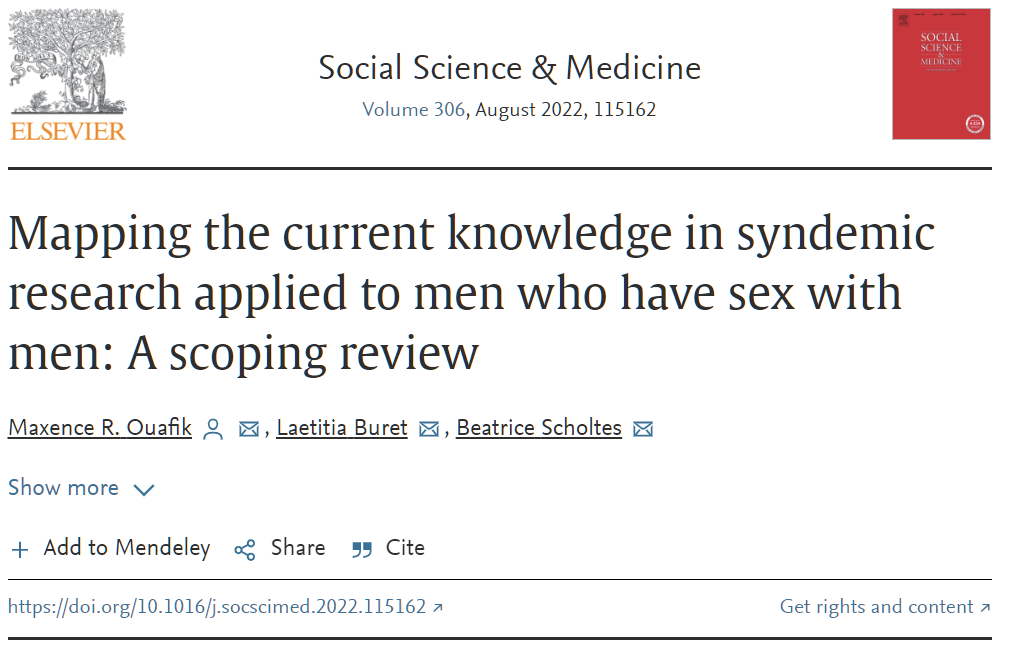 ELSEVIER
Social Science & Medicine
Volume 306, August 2022, 115162
SOCIAL
SCIENCE
&
MEDICINE
Mapping the current knowledge in syndemic
research applied to men who have sex with
men: A scoping review
Maxence R. Ouafik , Laetitia Buret , Beatrice Scholtes
Show more
Add to Mendeley Share Cite
https://doi.org/10.1016/j.socscimed.2022.115162 Get rights and content